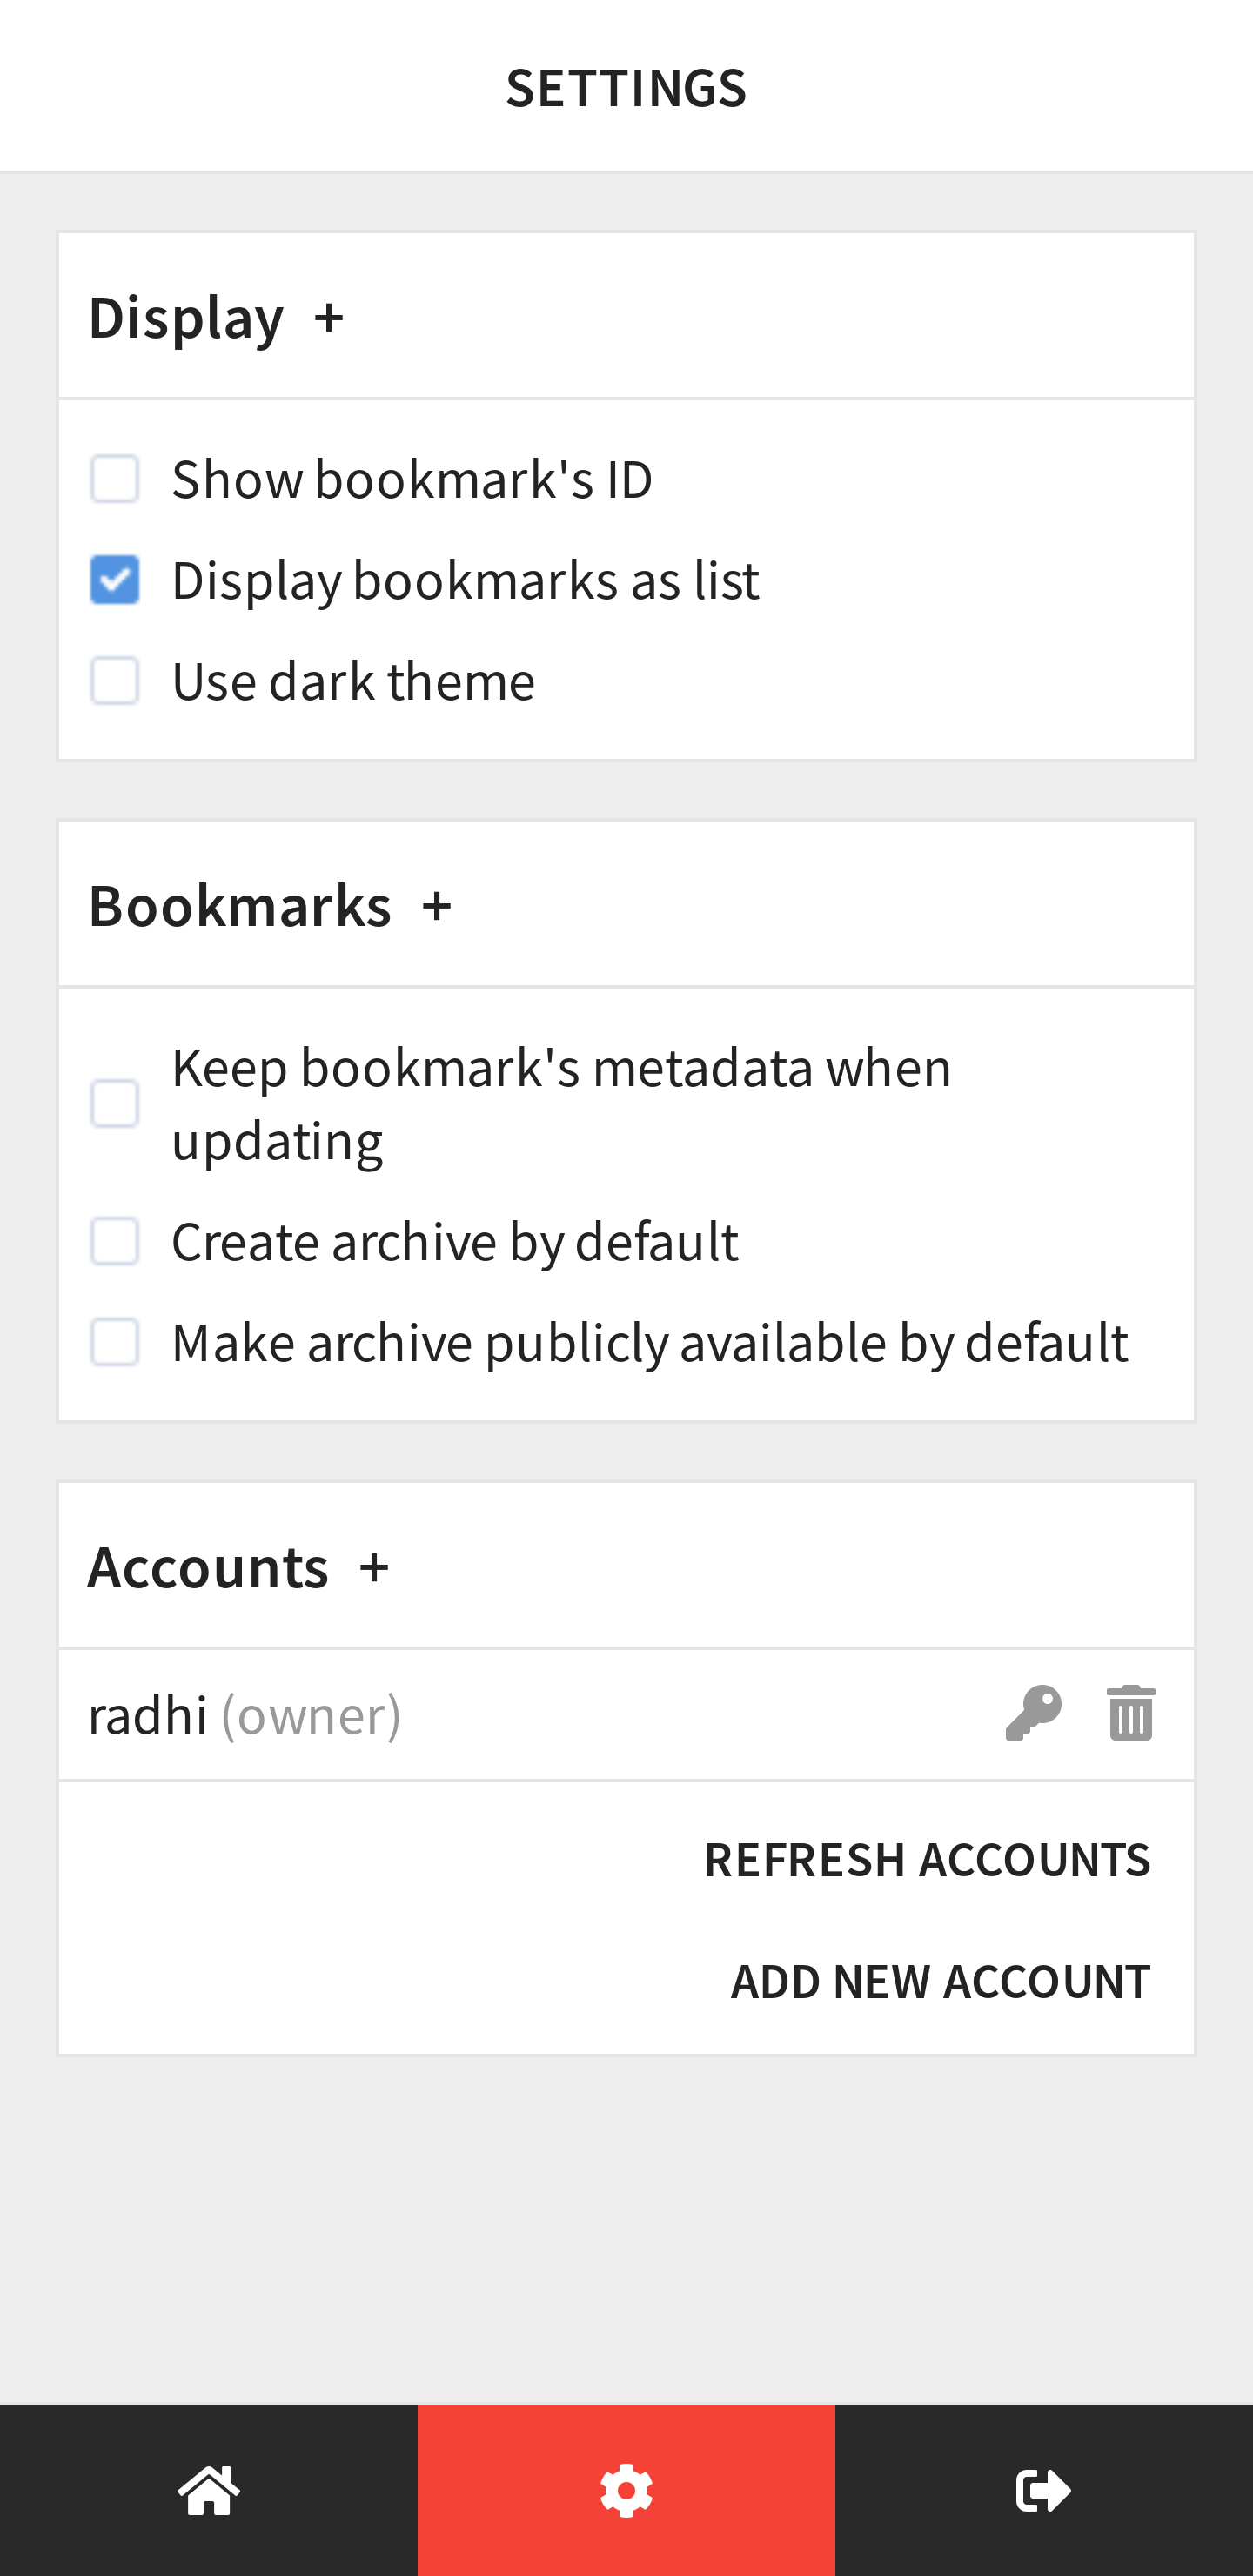 SETTINGS
Display +
Show bookmark's ID
Display bookmarks as list
Use dark theme
Bookmarks +
Keep bookmark's metadata when
updating
Create archive by default
Make archive publicly available by default
Accounts +
radhi (owner)
REFRESH ACCOUNTS
ADD NEW ACCOUNT